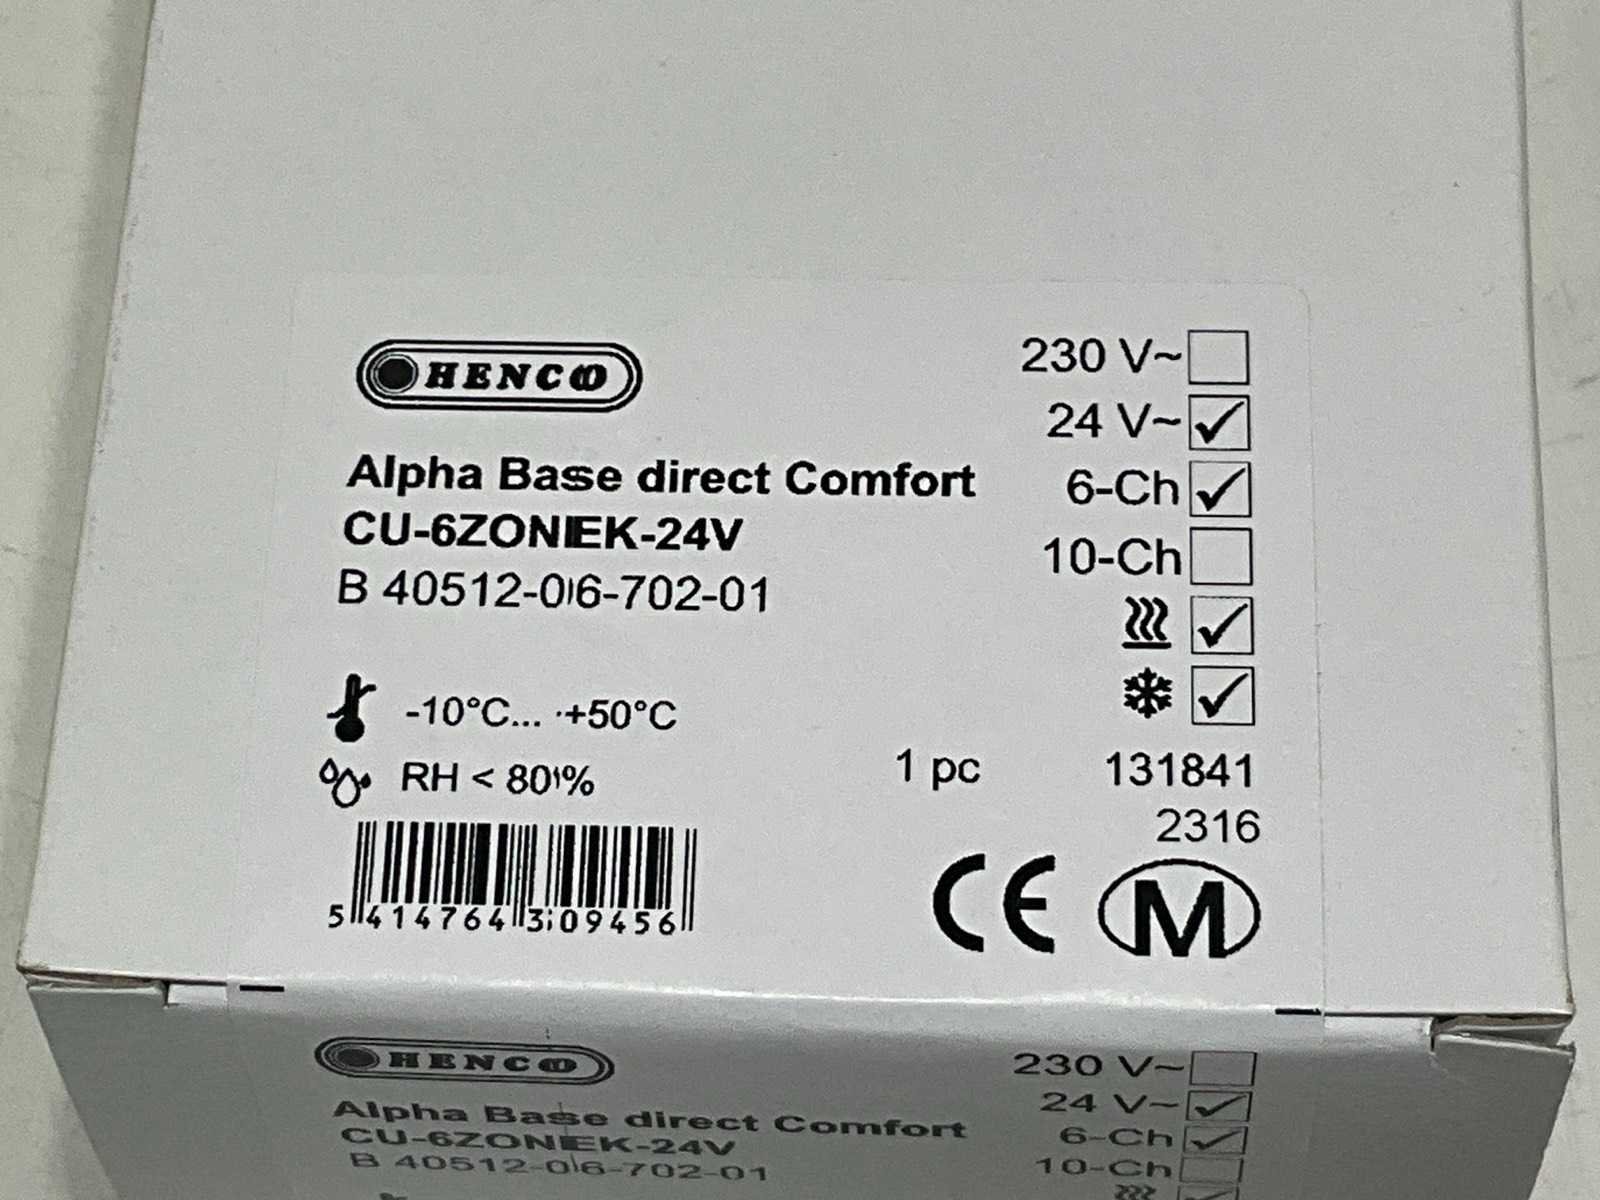 HENCO
Alpha Base direct Comfort
CU-6ZONEK-24V
B 40512-06-702-01
-10°C... +50°C
RH < 80%
5 414764 309456
230 V~
24 V~
6-Ch
10-Ch
1 pc 131841
2316
CE M
HENCO
Alpha Base direct Comfort
CU-6ZONEK-24V
B 40512-06-702-01
230 V~
24 V~
6-Ch
10-Ch